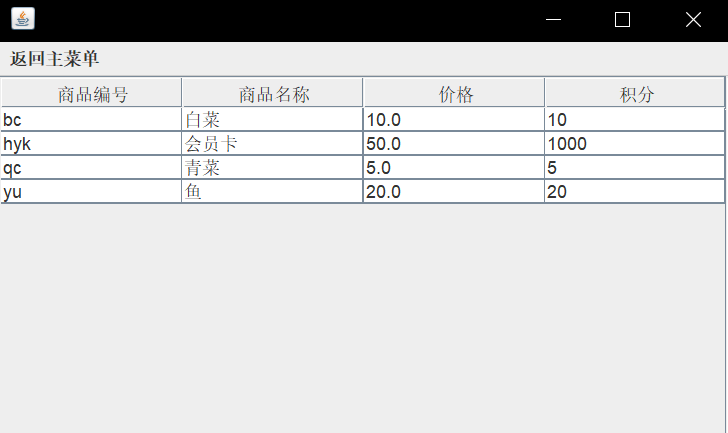 返回主菜单
商品编号 商品名称 价格 积分
bc 白菜 10.0 10
hyk 会员卡 50.0 1000
qc 青菜 5.0 5
yu 鱼 20.0 20